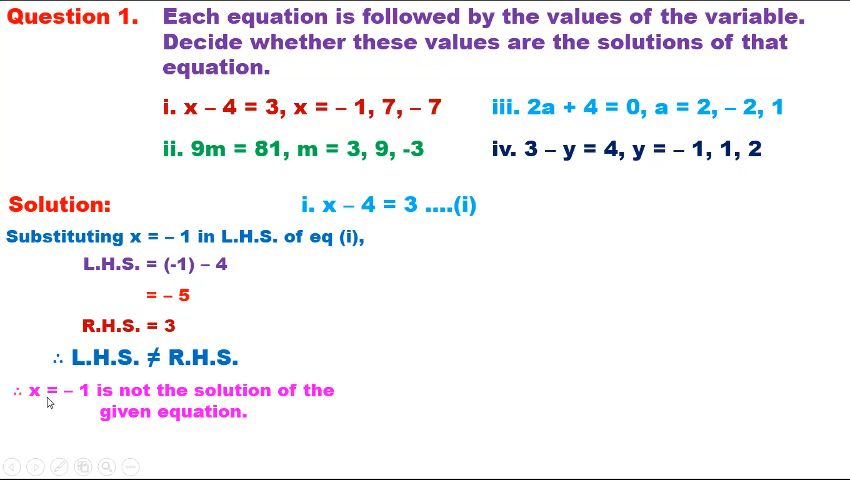 Question 1. Each equation is followed by the values of the variable.
Decide whether these values are the solutions of that
equation.
i. x – 4 = 3, x = – 1, 7, – 7 iii. 2a + 4 = 0, a = 2, – 2, 1
ii. 9m = 81, m = 3, 9, -3 iv. 3 – y = 4, y = – 1, 1, 2
Solution: i. x – 4 = 3 ....(i)
Substituting x = – 1 in L.H.S. of eq (i),
L.H.S. = (-1) – 4
= – 5
R.H.S. = 3
∴ L.H.S. ≠ R.H.S.
∴ x = – 1 is not the solution of the
given equation.